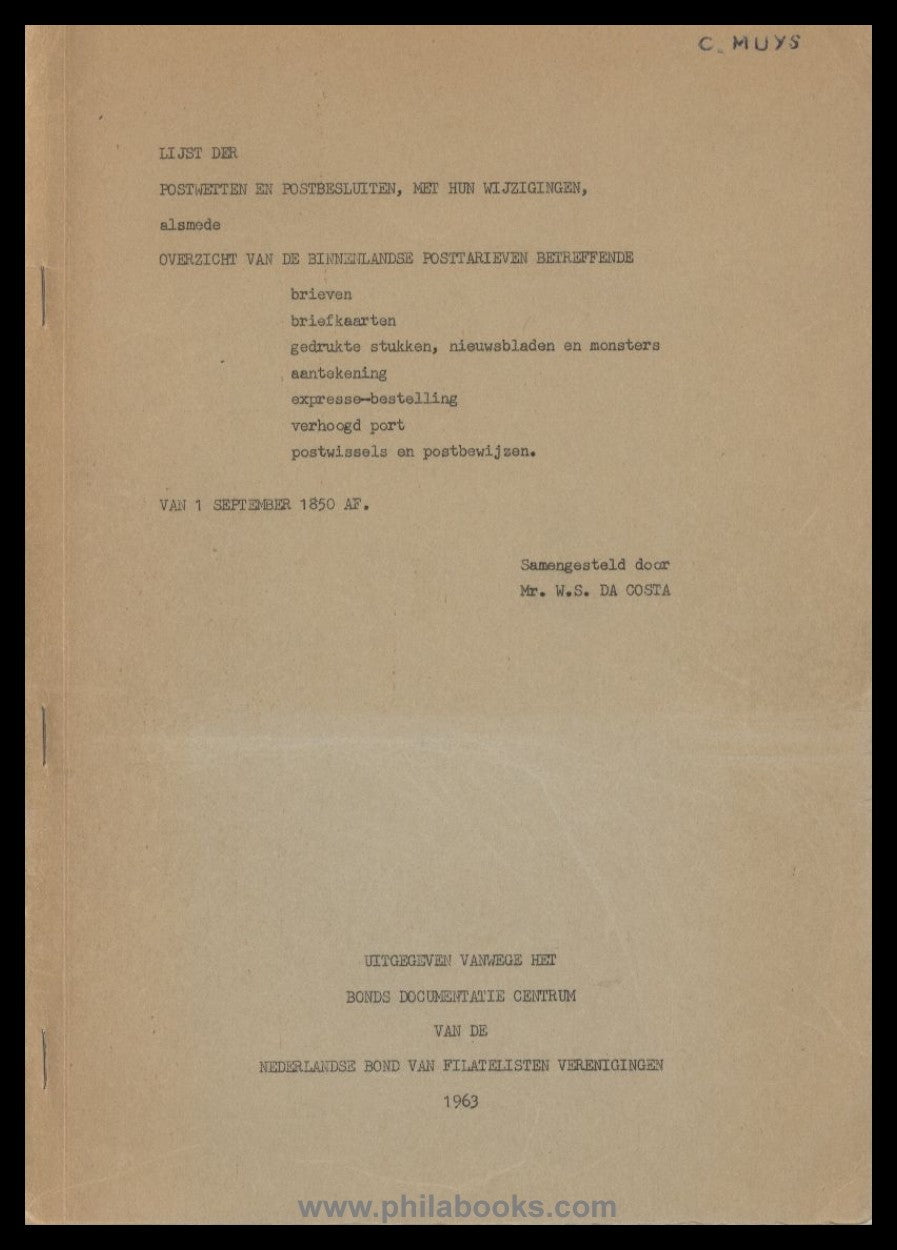 C. MUYS
LIJST DER
POSTWETTEN EN POSTBESLUITEN, MET HUN WIJZIGINGEN,
alsmede
OVERZICHT VAN DE BINNENLANDSE POSTTARIEVEN BETREFFENDE
brieven
briefkaarten
gedrukte stukken, nieuwsbladen en monsters
aantekening
expresse-bestelling
verhoogd port
postwissels en postbewijzen.
VAN 1 SEPTEMBER 1850 AF.
Samengesteld door
Mr. W.S. DA COSTA
UITGEGEVEN VANWEGE HET
BONDS DOCUMENTATIE CENTRUM
VAN DE
NEDERLANDSE BOND VAN FILATELISTEN VERENIGINGEN
1963
www.philabooks.com